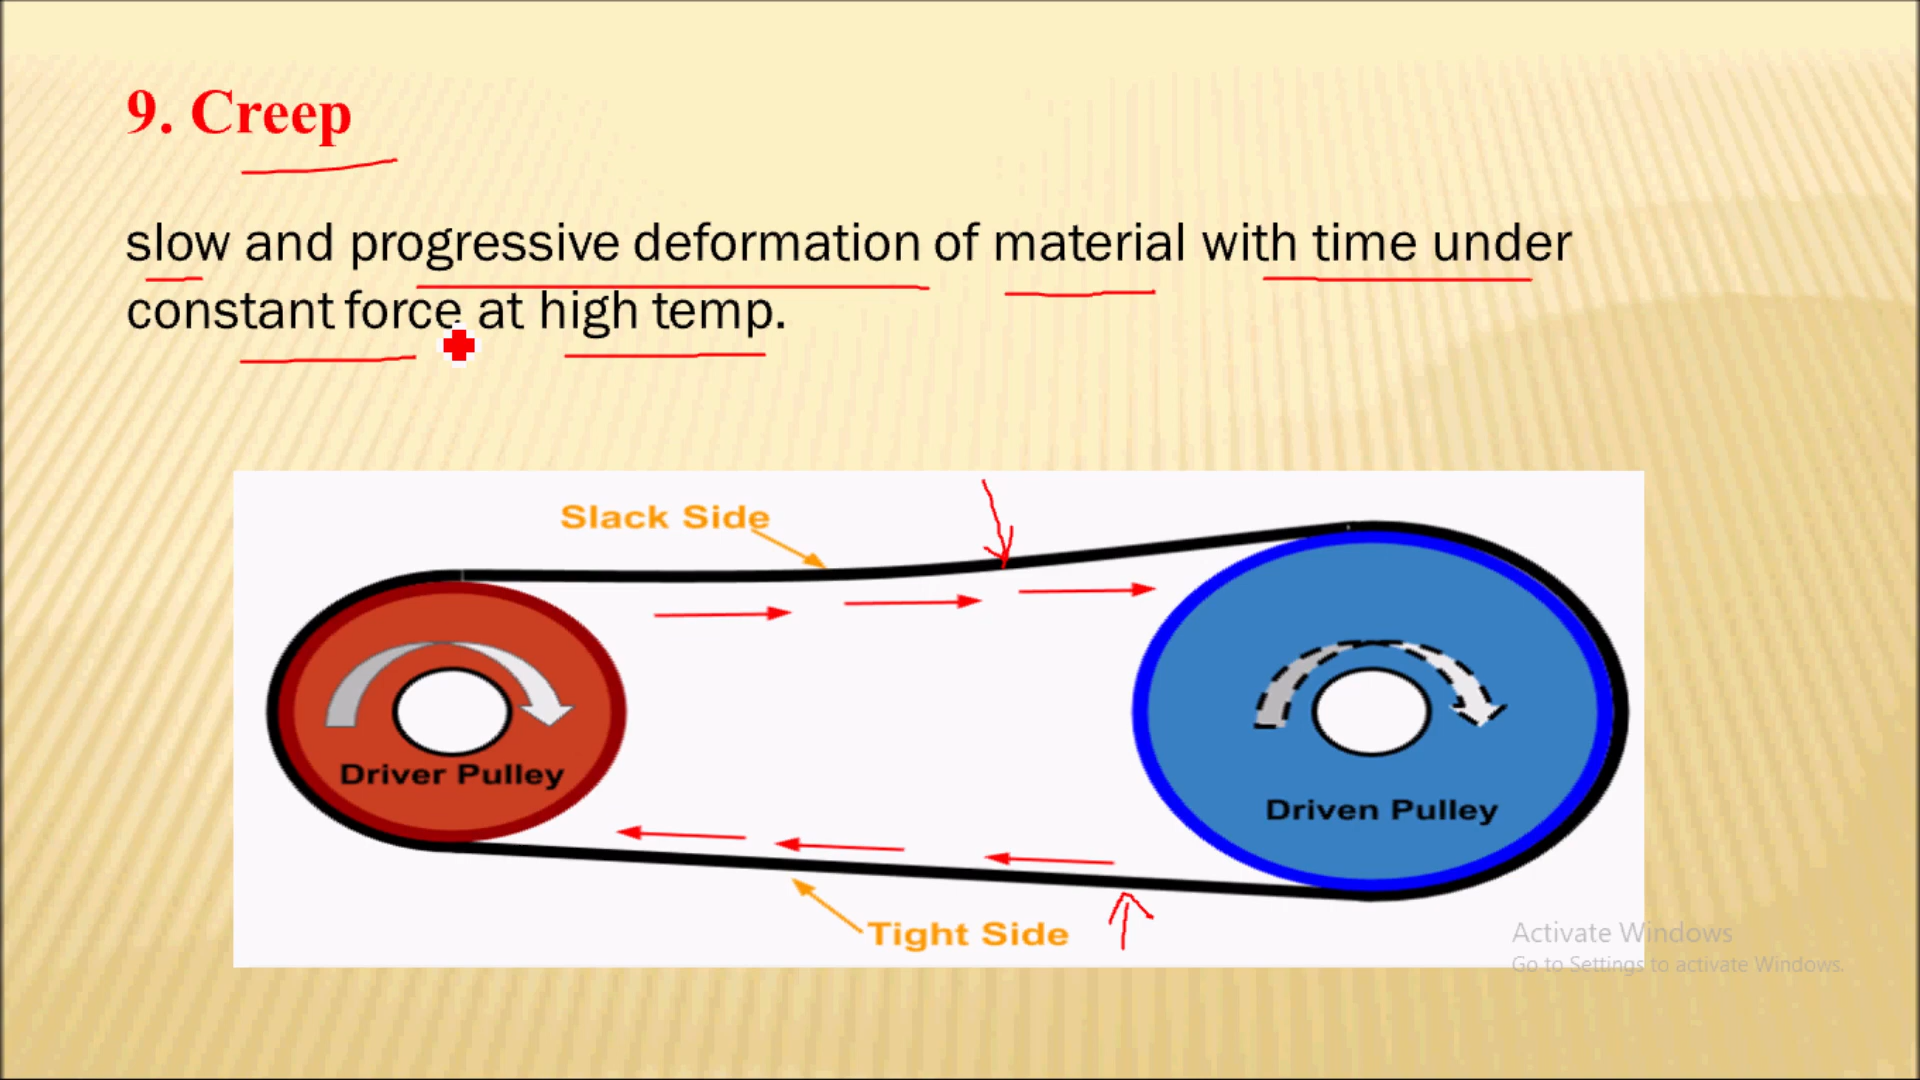 9. Creep
slow and progressive deformation of material with time under
constant force at high temp.
Slack Side
Driver Pulley
Driven Pulley
Tight Side
Activate Windows
Go to Settings to activate Windows.